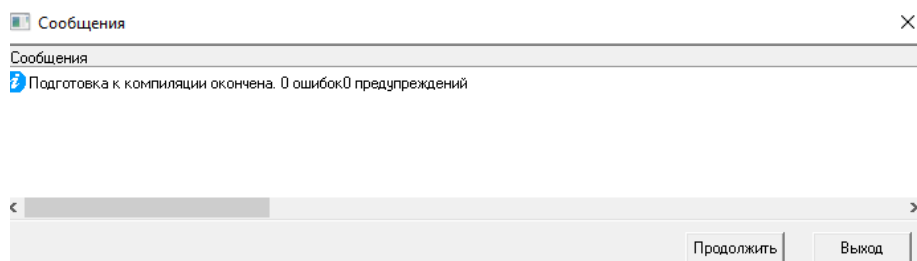 Сообщения
Сообщения
Подготовка к компиляции окончена. 0 ошибок0 предупреждений
Продолжить Выход